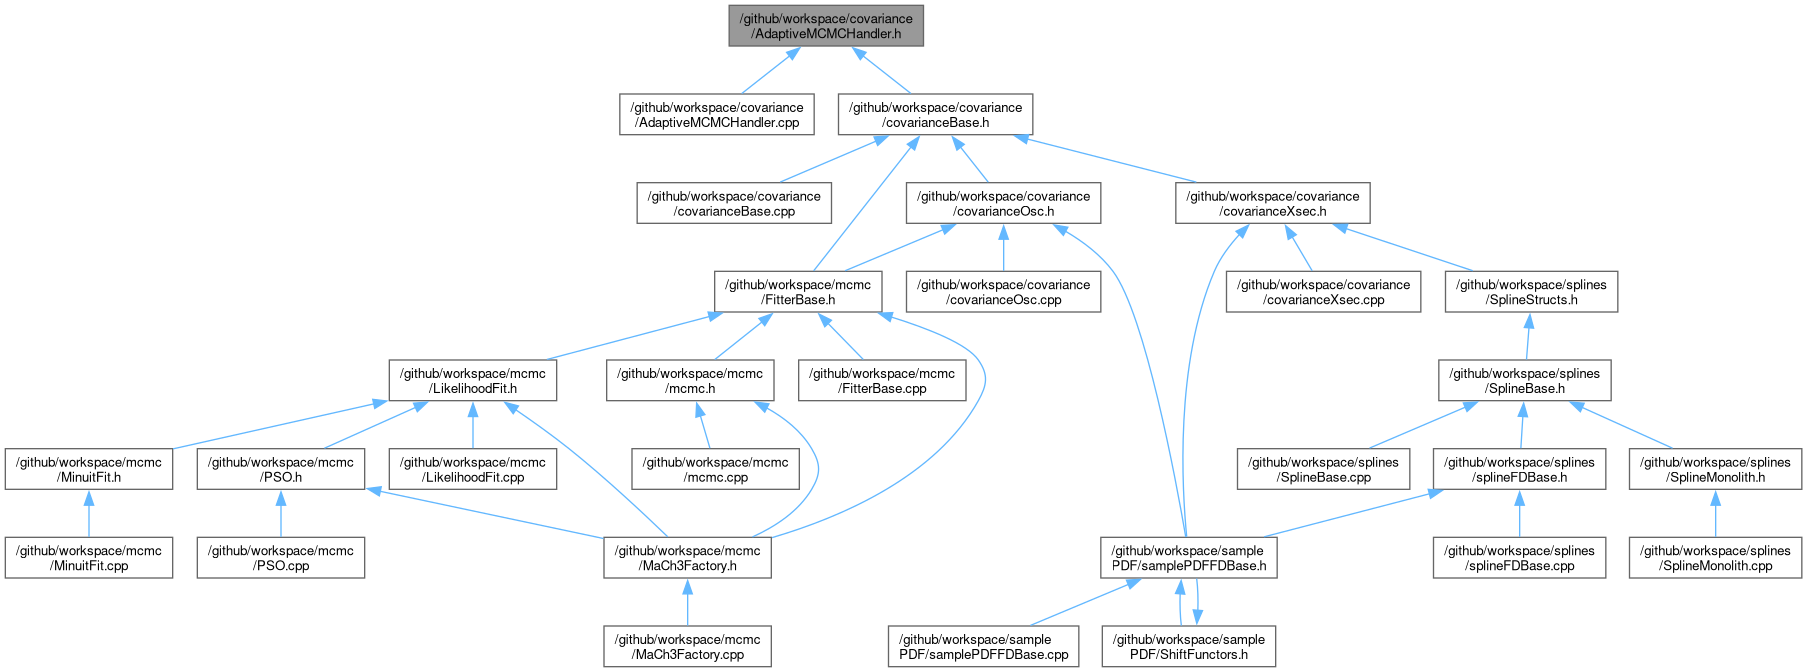 /github/workspace/covariance
/AdaptiveMCMCHandler.h
/github/workspace/covariance
/AdaptiveMCMCHandler.cpp
/github/workspace/covariance
/covarianceBase.h
/github/workspace/covariance
/covarianceBase.cpp
/github/workspace/covariance
/covarianceOsc.h
/github/workspace/covariance
/covarianceXsec.h
/github/workspace/mcmc
/FitterBase.h
/github/workspace/covariance
/covarianceOsc.cpp
/github/workspace/covariance
/covarianceXsec.cpp
/github/workspace/splines
/SplineStructs.h
/github/workspace/mcmc
/LikelihoodFit.h
/github/workspace/mcmc
/mcmc.h
/github/workspace/mcmc
/FitterBase.cpp
/github/workspace/splines
/SplineBase.h
/github/workspace/mcmc
/MinuitFit.h
/github/workspace/mcmc
/PSO.h
/github/workspace/mcmc
/LikelihoodFit.cpp
/github/workspace/mcmc
/mcmc.cpp
/github/workspace/splines
/SplineBase.cpp
/github/workspace/splines
/splineFDBase.h
/github/workspace/splines
/SplineMonolith.h
/github/workspace/mcmc
/MinuitFit.cpp
/github/workspace/mcmc
/PSO.cpp
/github/workspace/mcmc
/MaCh3Factory.h
/github/workspace/sample
PDF/samplePDFFDBase.h
/github/workspace/splines
/splineFDBase.cpp
/github/workspace/splines
/SplineMonolith.cpp
/github/workspace/mcmc
/MaCh3Factory.cpp
/github/workspace/sample
PDF/samplePDFFDBase.cpp
/github/workspace/sample
PDF/ShiftFunctors.h